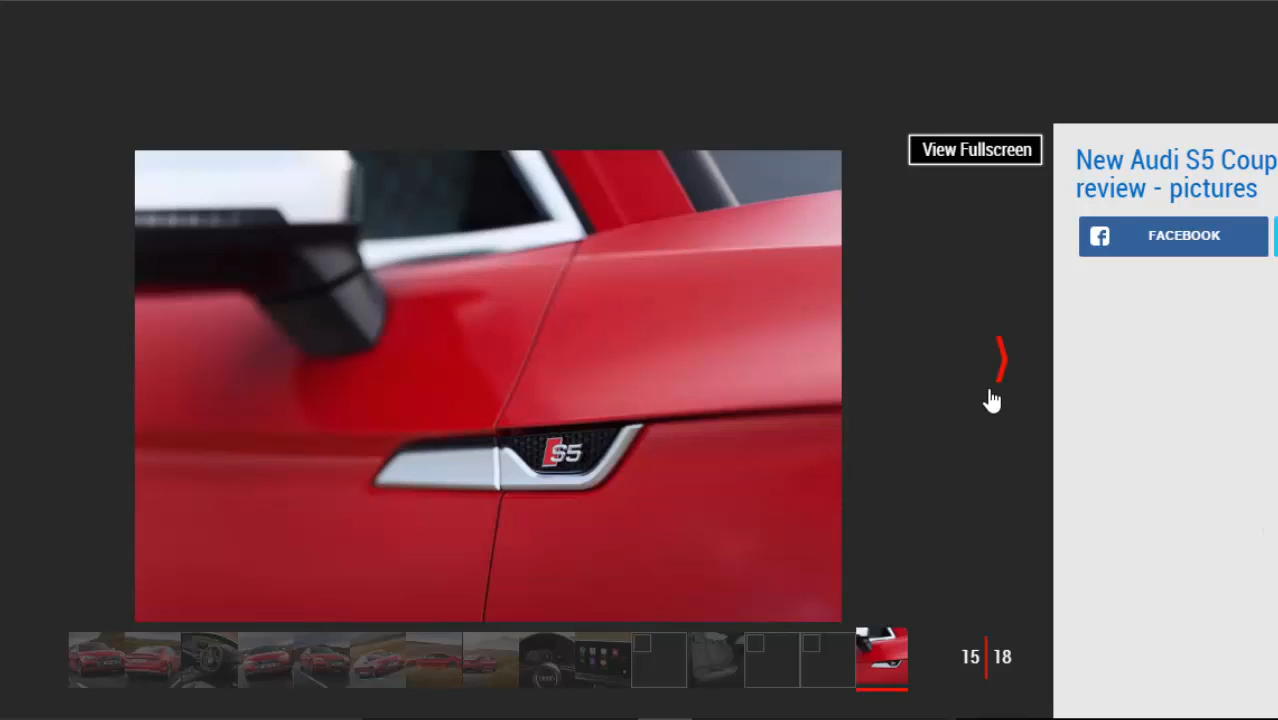 View Fullscreen
New Audi S5 Coup
review - pictures
FACEBOOK
S5
15
18